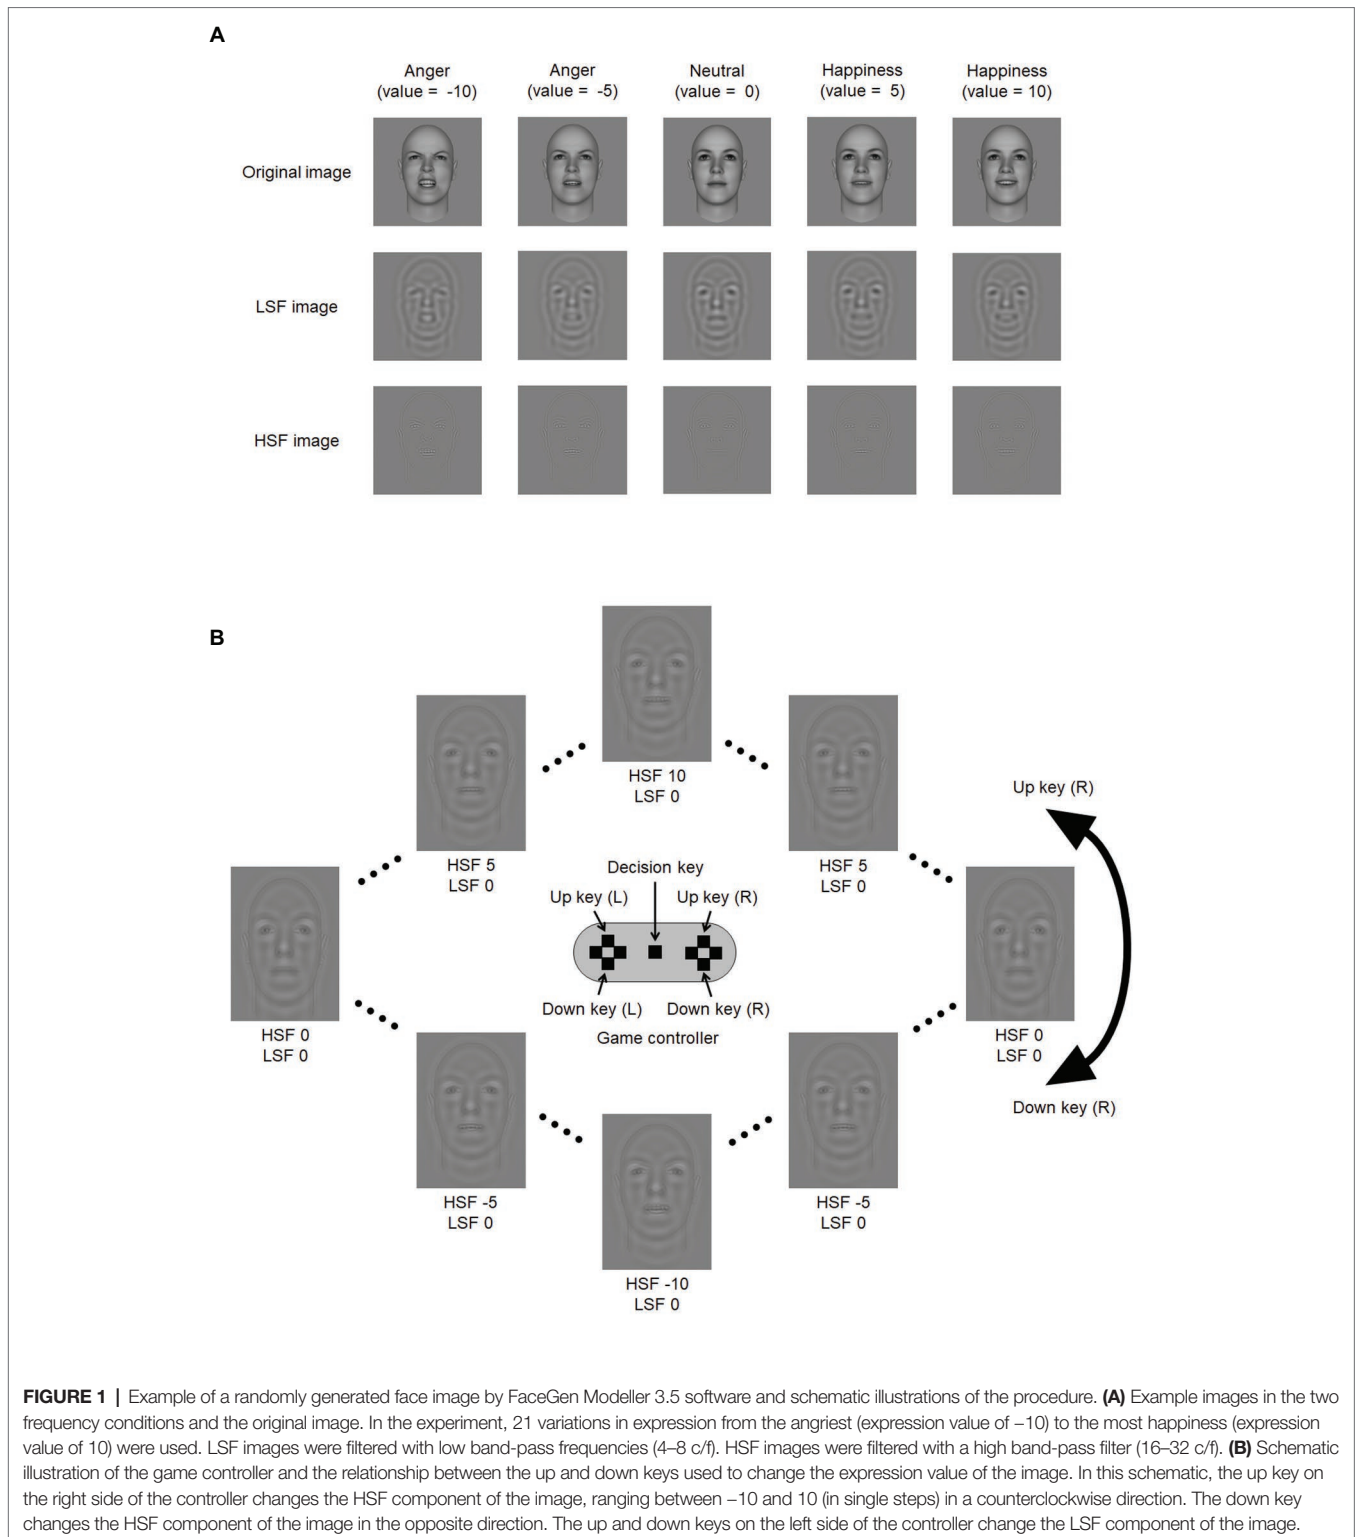 A
Anger
(value = -10)
Anger
(value = -5)
Neutral
(value = 0)
Happiness
(value = 5)
Happiness
(value = 10)
Original image
LSF image
HSF image
B
HSF 10
LSF 0
HSF 5
LSF 0
HSF 5
LSF 0
Up key (R)
Decision key
Up key (L)
Up key (R)
Down key (L)
Down key (R)
Game controller
HSF 0
LSF 0
HSF 0
LSF 0
Down key (R)
HSF -5
LSF 0
HSF -5
LSF 0
HSF -10
LSF 0
FIGURE 1 | Example of a randomly generated face image by FaceGen Modeller 3.5 software and schematic illustrations of the procedure. (A) Example images in the two
frequency conditions and the original image. In the experiment, 21 variations in expression from the angriest (expression value of −10) to the most happiness (expression
value of 10) were used. LSF images were filtered with low band-pass frequencies (4–8 c/f). HSF images were filtered with a high band-pass filter (16–32 c/f). (B) Schematic
illustration of the game controller and the relationship between the up and down keys used to change the expression value of the image. In this schematic, the up key on
the right side of the controller changes the HSF component of the image, ranging between −10 and 10 (in single steps) in a counterclockwise direction. The down key
changes the HSF component of the image in the opposite direction. The up and down keys on the left side of the controller change the LSF component of the image.